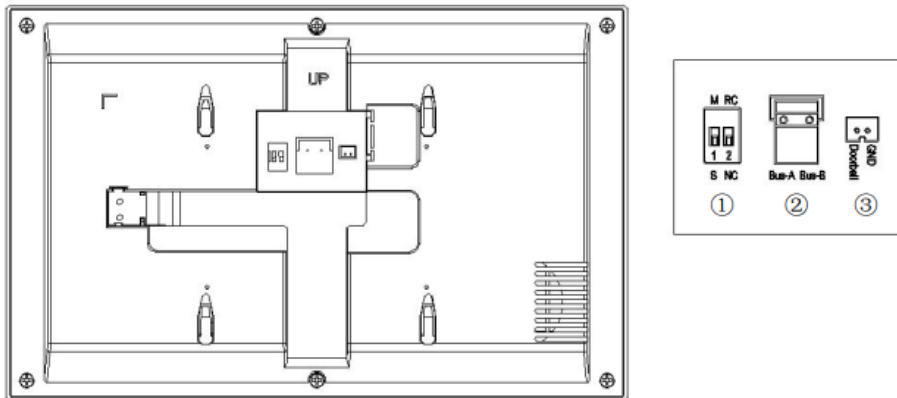 UP
M RC
1 2
S NC
Bus-A Bus-B
Doorbell
GND
① ② ③